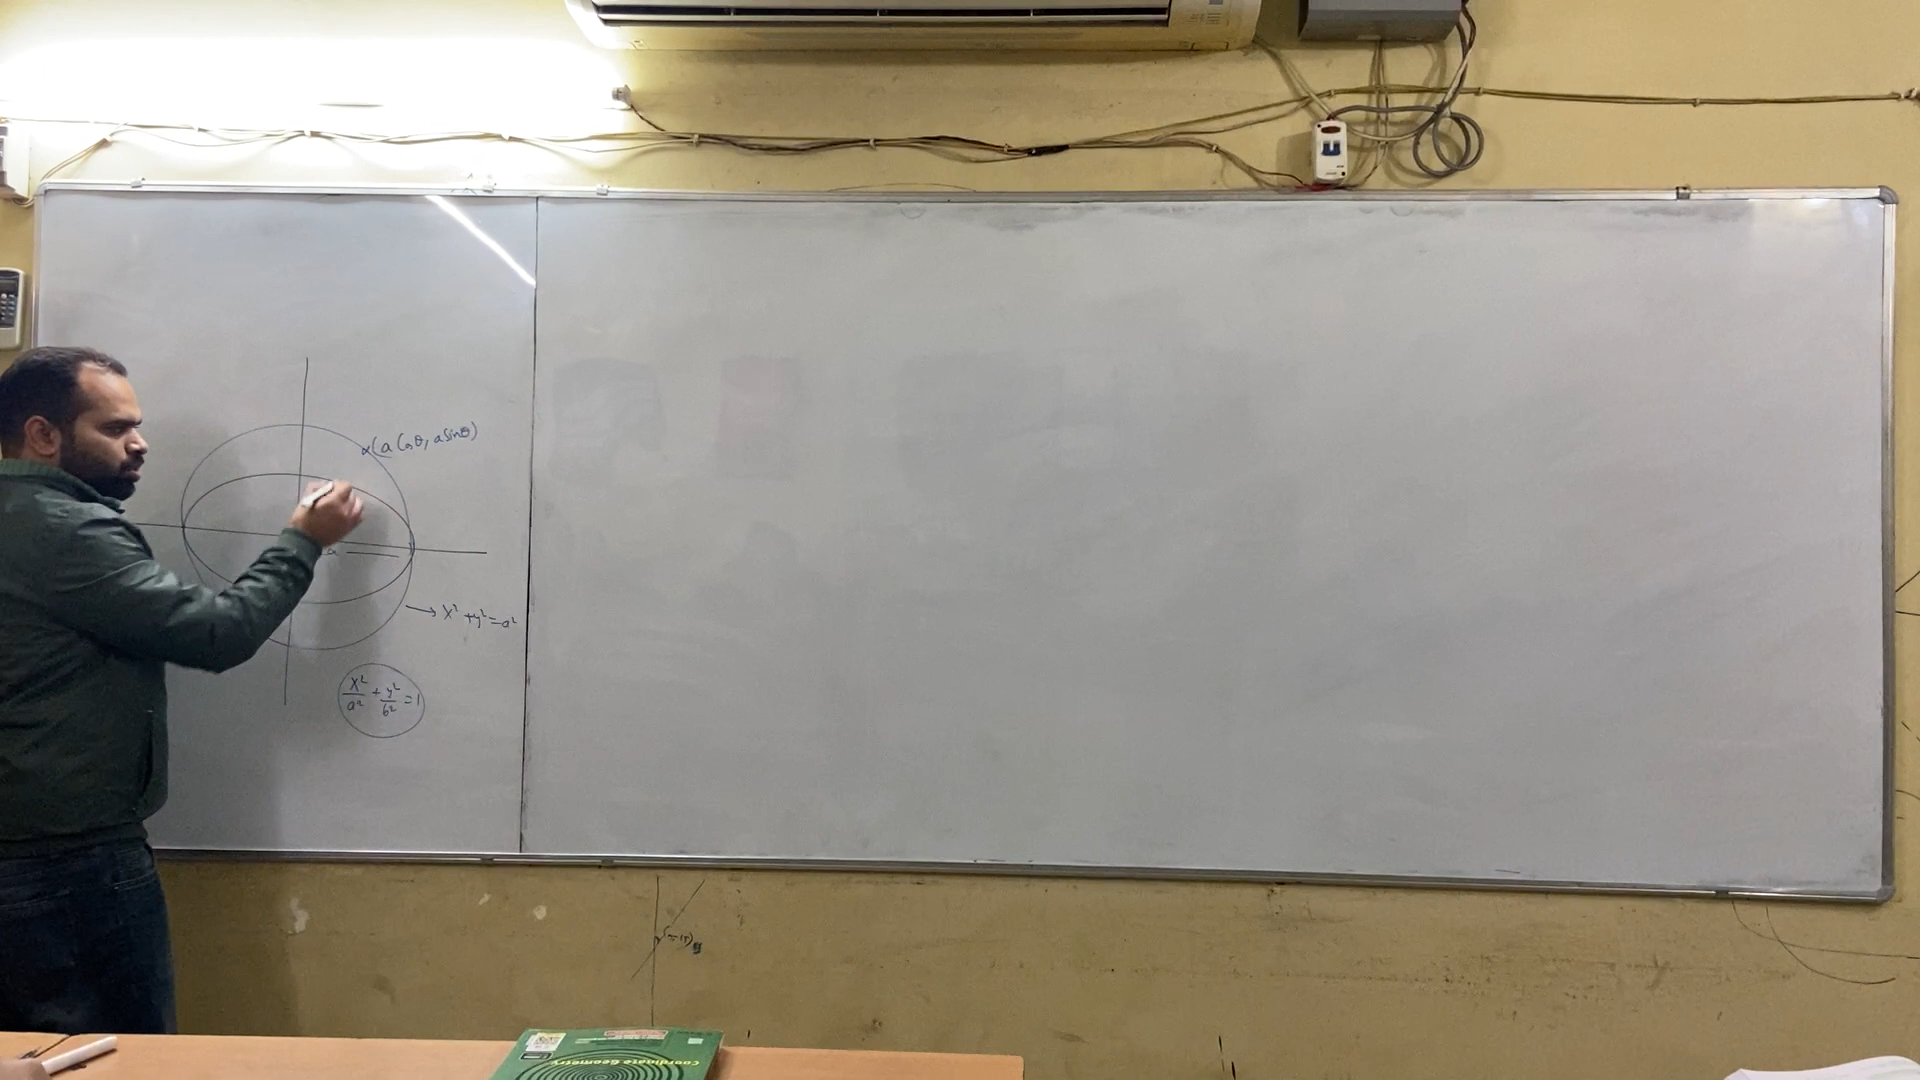 (a Cosθ, a sinθ)
a
→ x² + y² = a²
x²/a² + y²/b² = 1
Coordinate Geometry